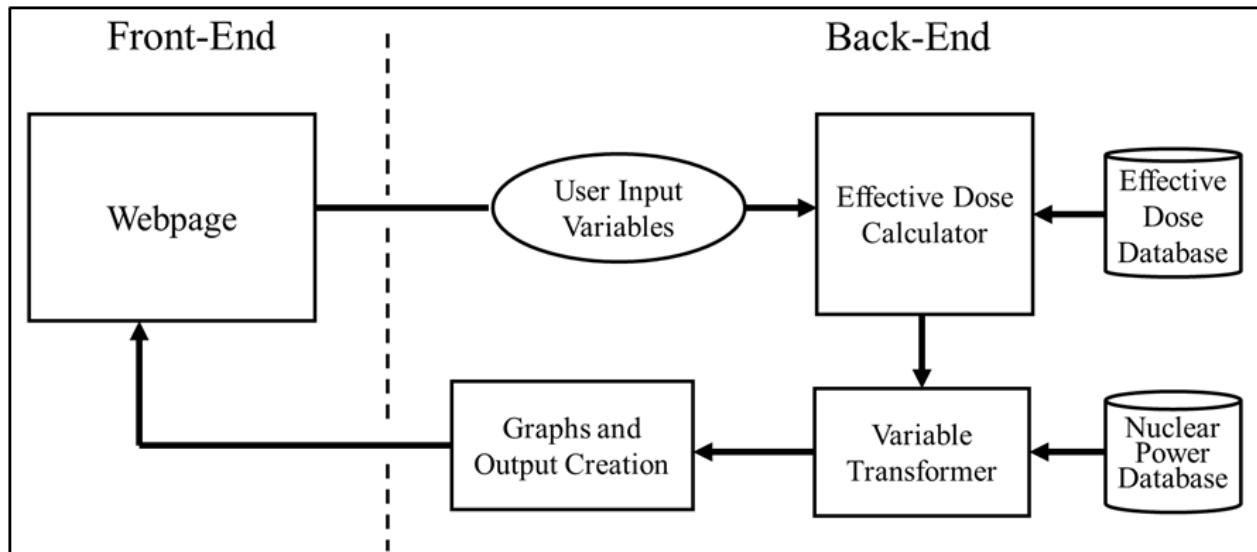 Front-End
Back-End
Webpage
User Input
Variables
Effective Dose
Calculator
Effective
Dose
Database
Graphs and
Output Creation
Variable
Transformer
Nuclear
Power
Database